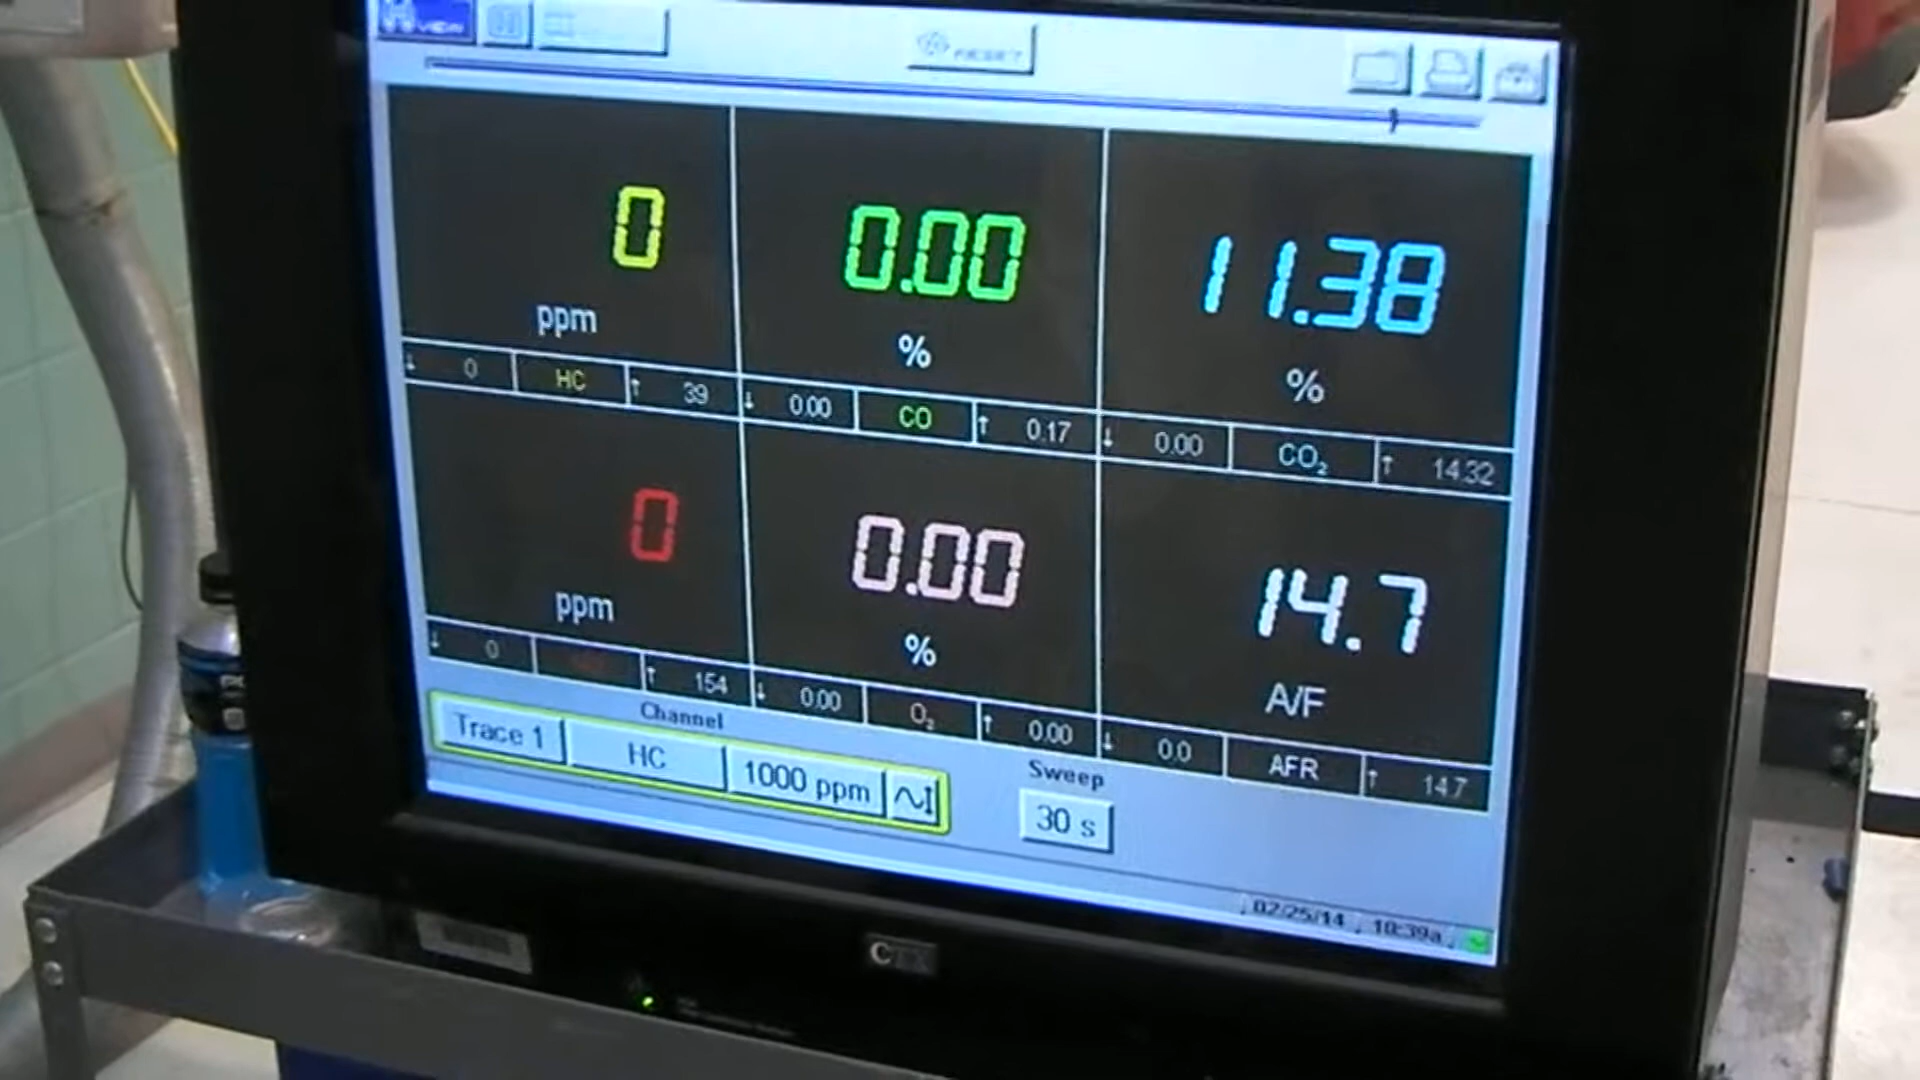 VIEW
RESET
0 0.00 11.38
ppm % %
↓ 0 HC ↑ 39 ↓ 0.00 CO ↑ 0.17 ↓ 0.00 CO₂ ↑ 14.32
0 0.00 14.7
ppm % A/F
↓ 0 ↑ 154 ↓ 0.00 O₂ ↑ 0.00 ↓ 0.0 AFR ↑ 14.7
Channel Sweep
Trace 1 HC 1000 ppm 30 s
02/25/14 10:39a
CTX